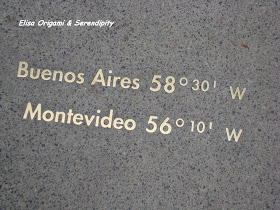 Elisa Origami & Serendipity
Buenos Aires 58° 30' W
Montevideo 56° 10' W